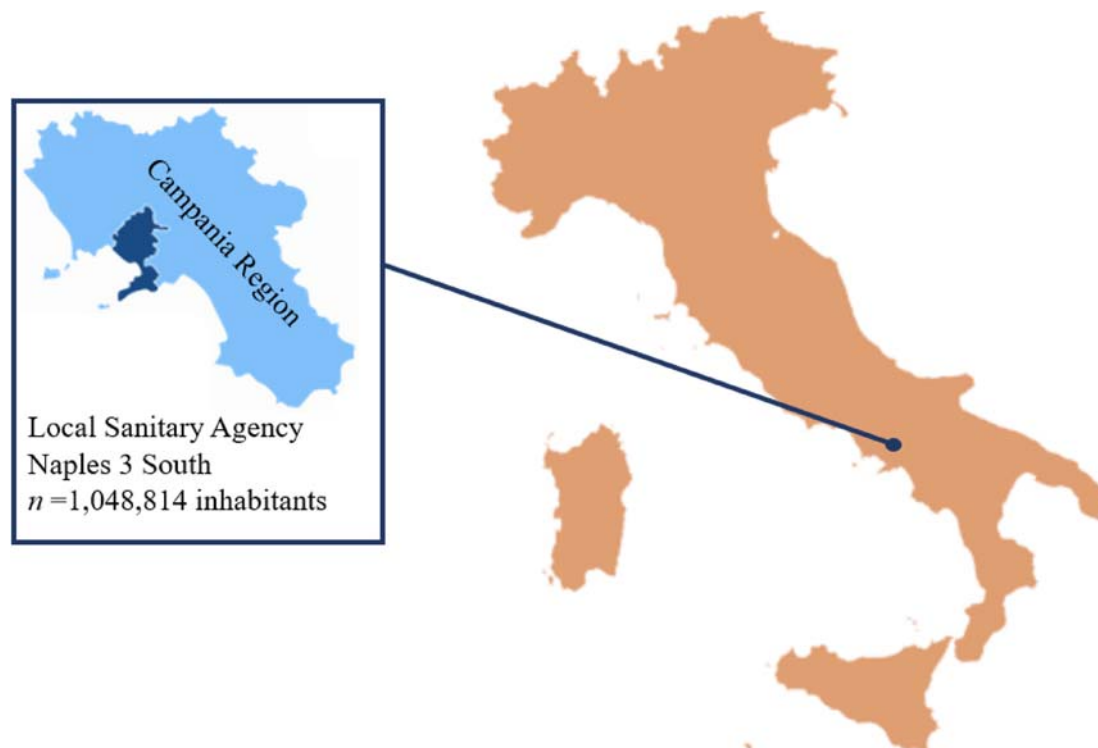 Campania Region
Local Sanitary Agency
Naples 3 South
n =1,048,814 inhabitants